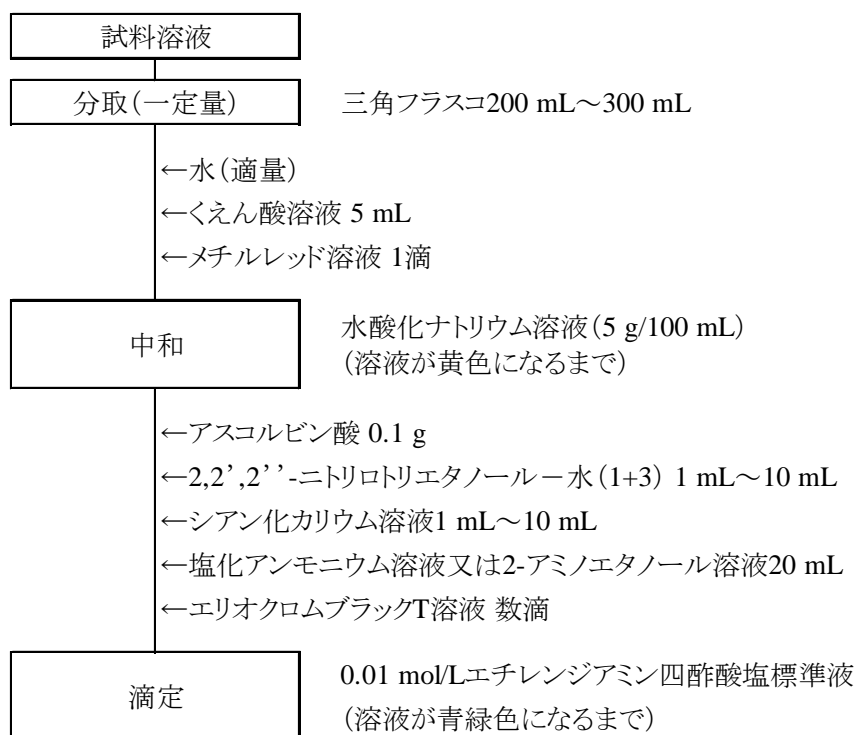 試料溶液
分取(一定量)
三角フラスコ200 mL～300 mL
←水(適量)
←くえん酸溶液 5 mL
←メチルレッド溶液 1滴
中和
水酸化ナトリウム溶液(5 g/100 mL)
(溶液が黄色になるまで)
←アスコルビン酸 0.1 g
←2,2’,2’’-ニトリロトリエタノール－水(1+3) 1 mL～10 mL
←シアン化カリウム溶液1 mL～10 mL
←塩化アンモニウム溶液又は2-アミノエタノール溶液20 mL
←エリオクロムブラックT溶液 数滴
滴定
0.01 mol/Lエチレンジアミン四酢酸塩標準液
(溶液が青緑色になるまで)